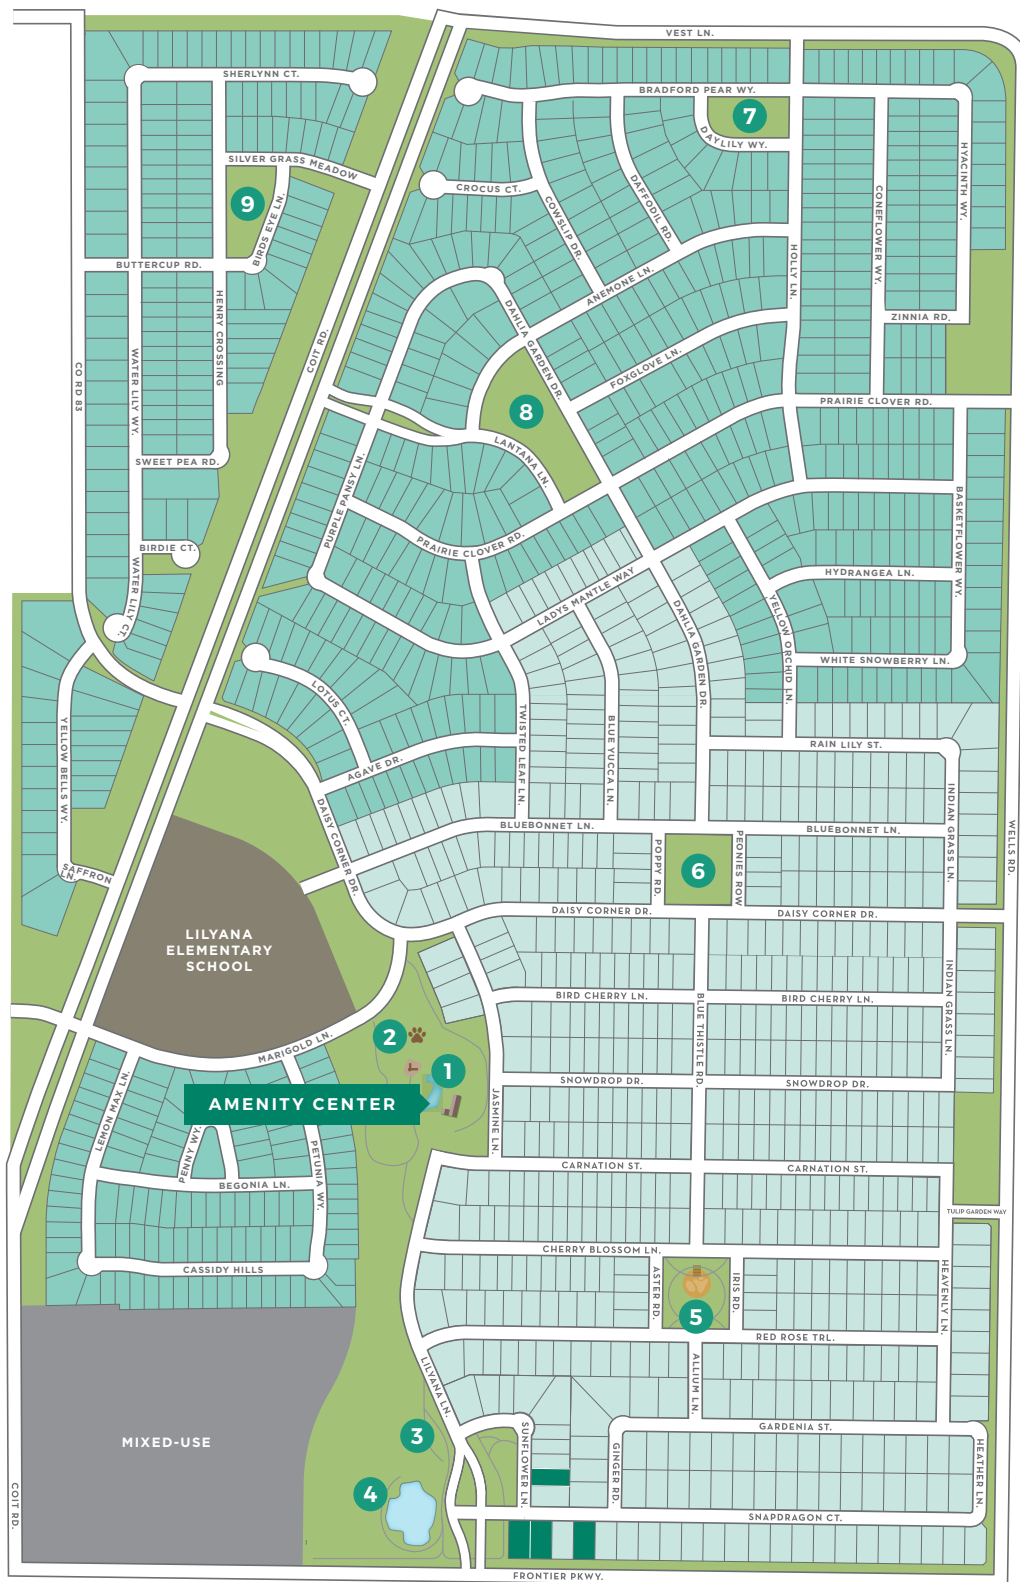 VEST LN.
SHERLYNN CT.
BRADFORD PEAR WY.
7
DAYLILY WY.
SILVER GRASS MEADOW
CROCUS CT.
9
BIRDS EYE LN.
COWSLIP DR.
DAFFODIL RD.
HYACINTH WY.
CONEFLOWER WY.
BUTTERCUP RD.
HENRY CROSSING
HOLLY LN.
ANEMONE LN.
ZINNIA RD.
COIT RD.
DAHLIA GARDEN DR.
CO RD 83
WATER LILY WY.
FOXGLOVE LN.
8
PRAIRIE CLOVER RD.
LANTANA LN.
SWEET PEA RD.
PURPLE PANSY LN.
PRAIRIE CLOVER RD.
BASKETFLOWER WY.
BIRDIE CT.
WATER LILY CT.
LADYS MANTLE WAY
HYDRANGEA LN.
DAHLIA GARDEN DR.
YELLOW ORCHID LN.
WHITE SNOWBERRY LN.
LOTUS CT.
YELLOW BELLS WY.
TWISTED LEAF LN.
BLUE YUCCA LN.
RAIN LILY ST.
AGAVE DR.
DAISY CORNER DR.
INDIAN GRASS LN.
WELLS RD.
BLUEBONNET LN.
BLUEBONNET LN.
POPPY RD.
6
PEONIES ROW
SAFFRON
LN.
DAISY CORNER DR.
DAISY CORNER DR.
LILYANA
ELEMENTARY
SCHOOL
INDIAN GRASS LN.
BIRD CHERRY LN.
BIRD CHERRY LN.
BLUE THISTLE RD.
2
MARIGOLD LN.
1
SNOWDROP DR.
SNOWDROP DR.
AMENITY CENTER
LEMON MAX LN.
PENNY WY.
JASMINE LN.
PETUNIA WY.
CARNATION ST.
CARNATION ST.
BEGONIA LN.
TULIP GARDEN WAY
CHERRY BLOSSOM LN.
CASSIDY HILLS
ASTER RD.
IRIS RD.
HEAVENLY LN.
5
RED ROSE TRL.
LILYANA LN.
ALLIUM LN.
GARDENIA ST.
MIXED-USE
3
SUNFLOWER LN.
GINGER RD.
HEATHER LN.
4
COIT RD.
SNAPDRAGON CT.
FRONTIER PKWY.